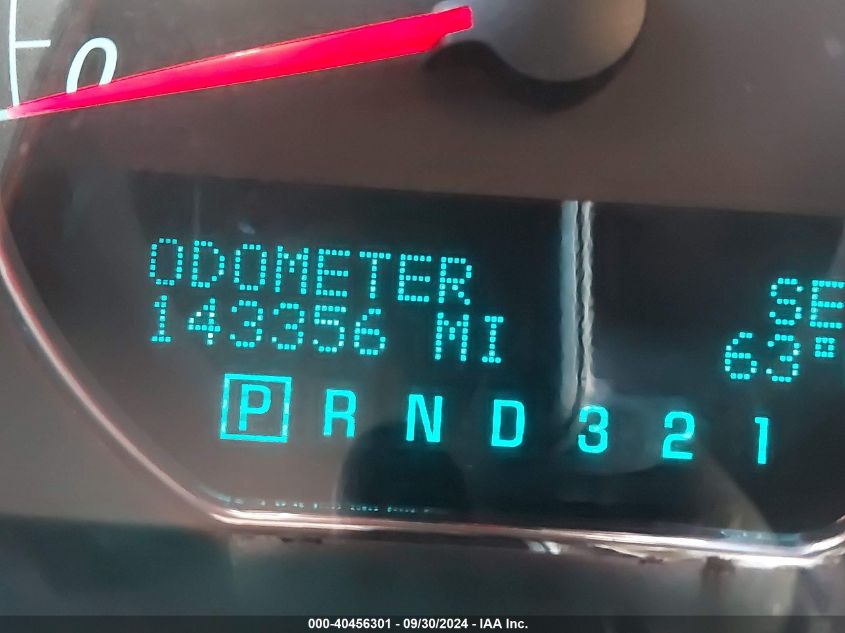 0
ODOMETER SE
143356 MI 63°
P R N D 3 2 1
000-40456301 - 09/30/2024 - IAA Inc.